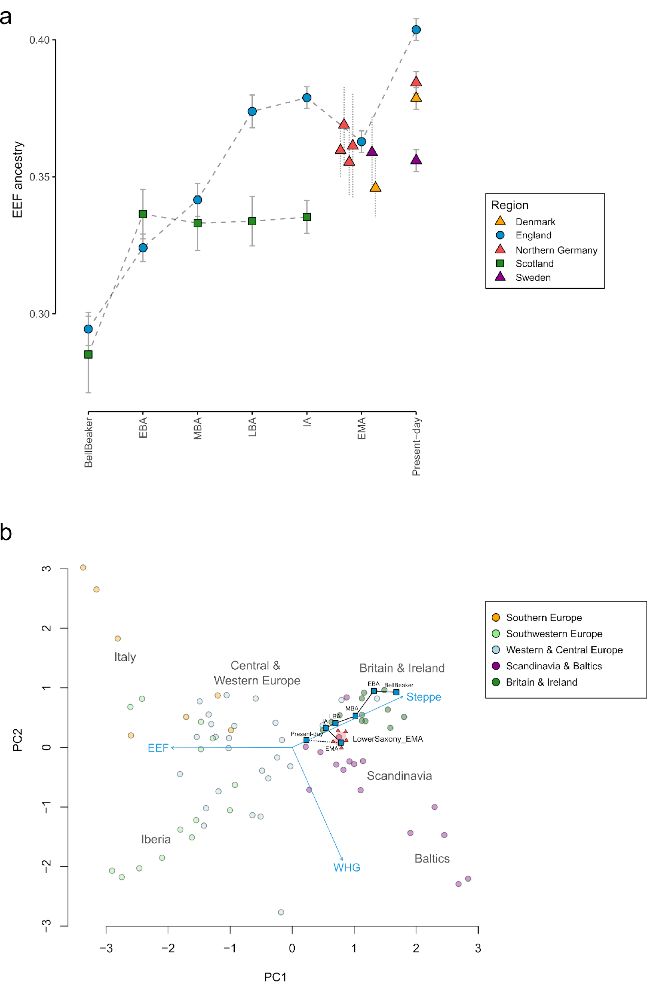 a
0.40
0.35
0.30
EEF ancestry
BellBeaker
EBA
MBA
LBA
IA
EMA
Present-day
Region
Denmark
England
Northern Germany
Scotland
Sweden
b
3
2
1
0
−1
−2
−3
PC2
Italy
Central &
Western Europe
Britain & Ireland
EBA
BellBeaker
Steppe
MBA
LBA
IA
Present-day
LowerSaxony_EMA
EEF
EMA
Scandinavia
Iberia
Baltics
WHG
−3
−2
−1
0
1
2
3
PC1
Southern Europe
Southwestern Europe
Western & Central Europe
Scandinavia & Baltics
Britain & Ireland